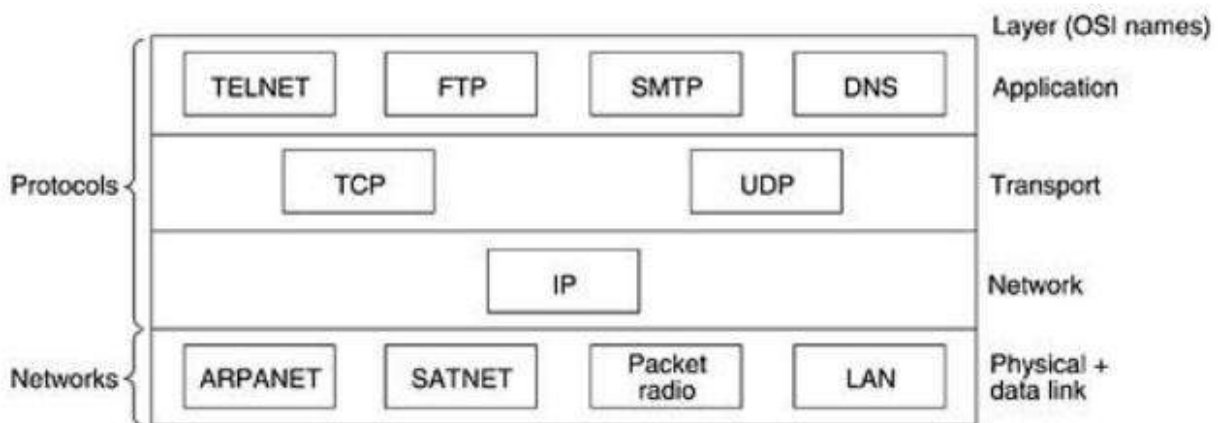 Layer (OSI names)
TELNET FTP SMTP DNS Application
Protocols TCP UDP Transport
IP Network
Networks ARPANET SATNET Packet radio LAN Physical + data link